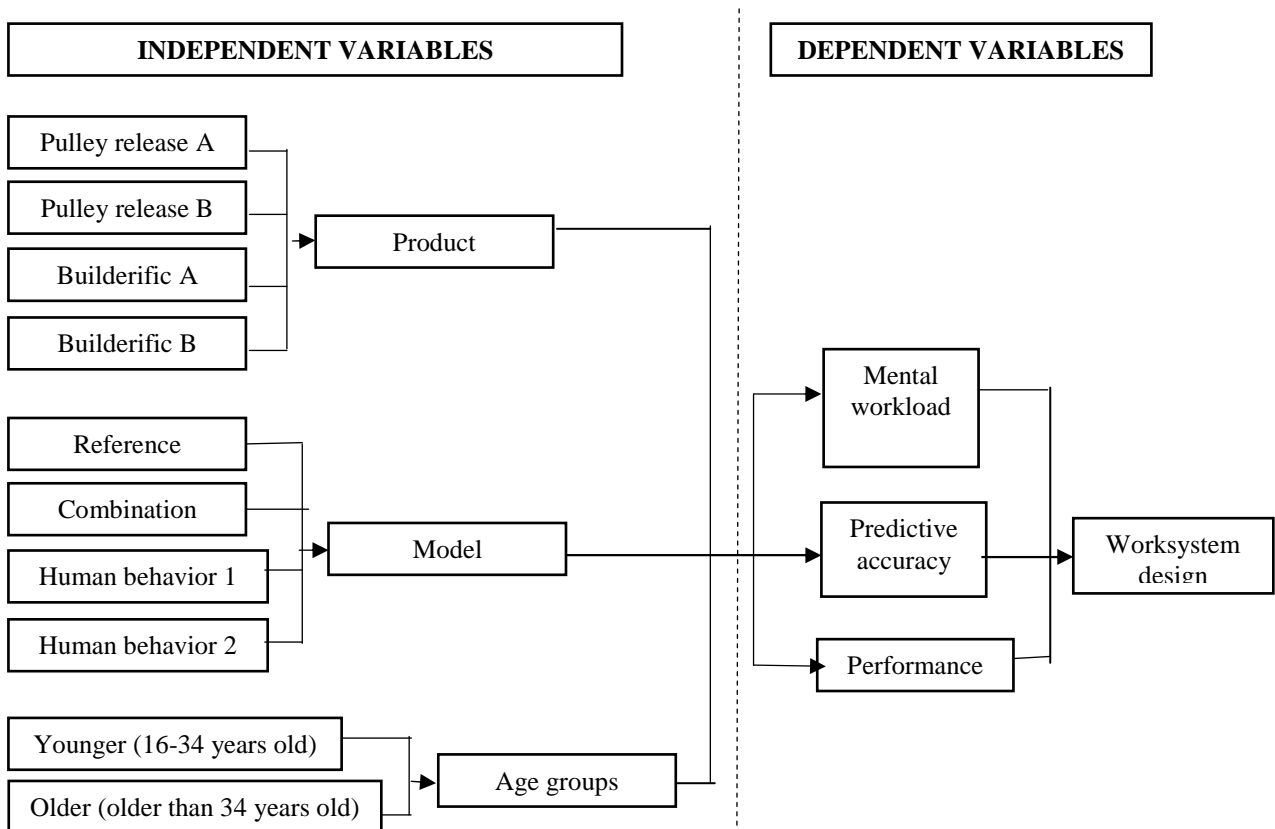 INDEPENDENT VARIABLES
DEPENDENT VARIABLES
Pulley release A
Pulley release B
Builderific A
Builderific B
Product
Reference
Combination
Human behavior 1
Human behavior 2
Model
Younger (16-34 years old)
Older (older than 34 years old)
Age groups
Mental
workload
Predictive
accuracy
Performance
Worksystem
design